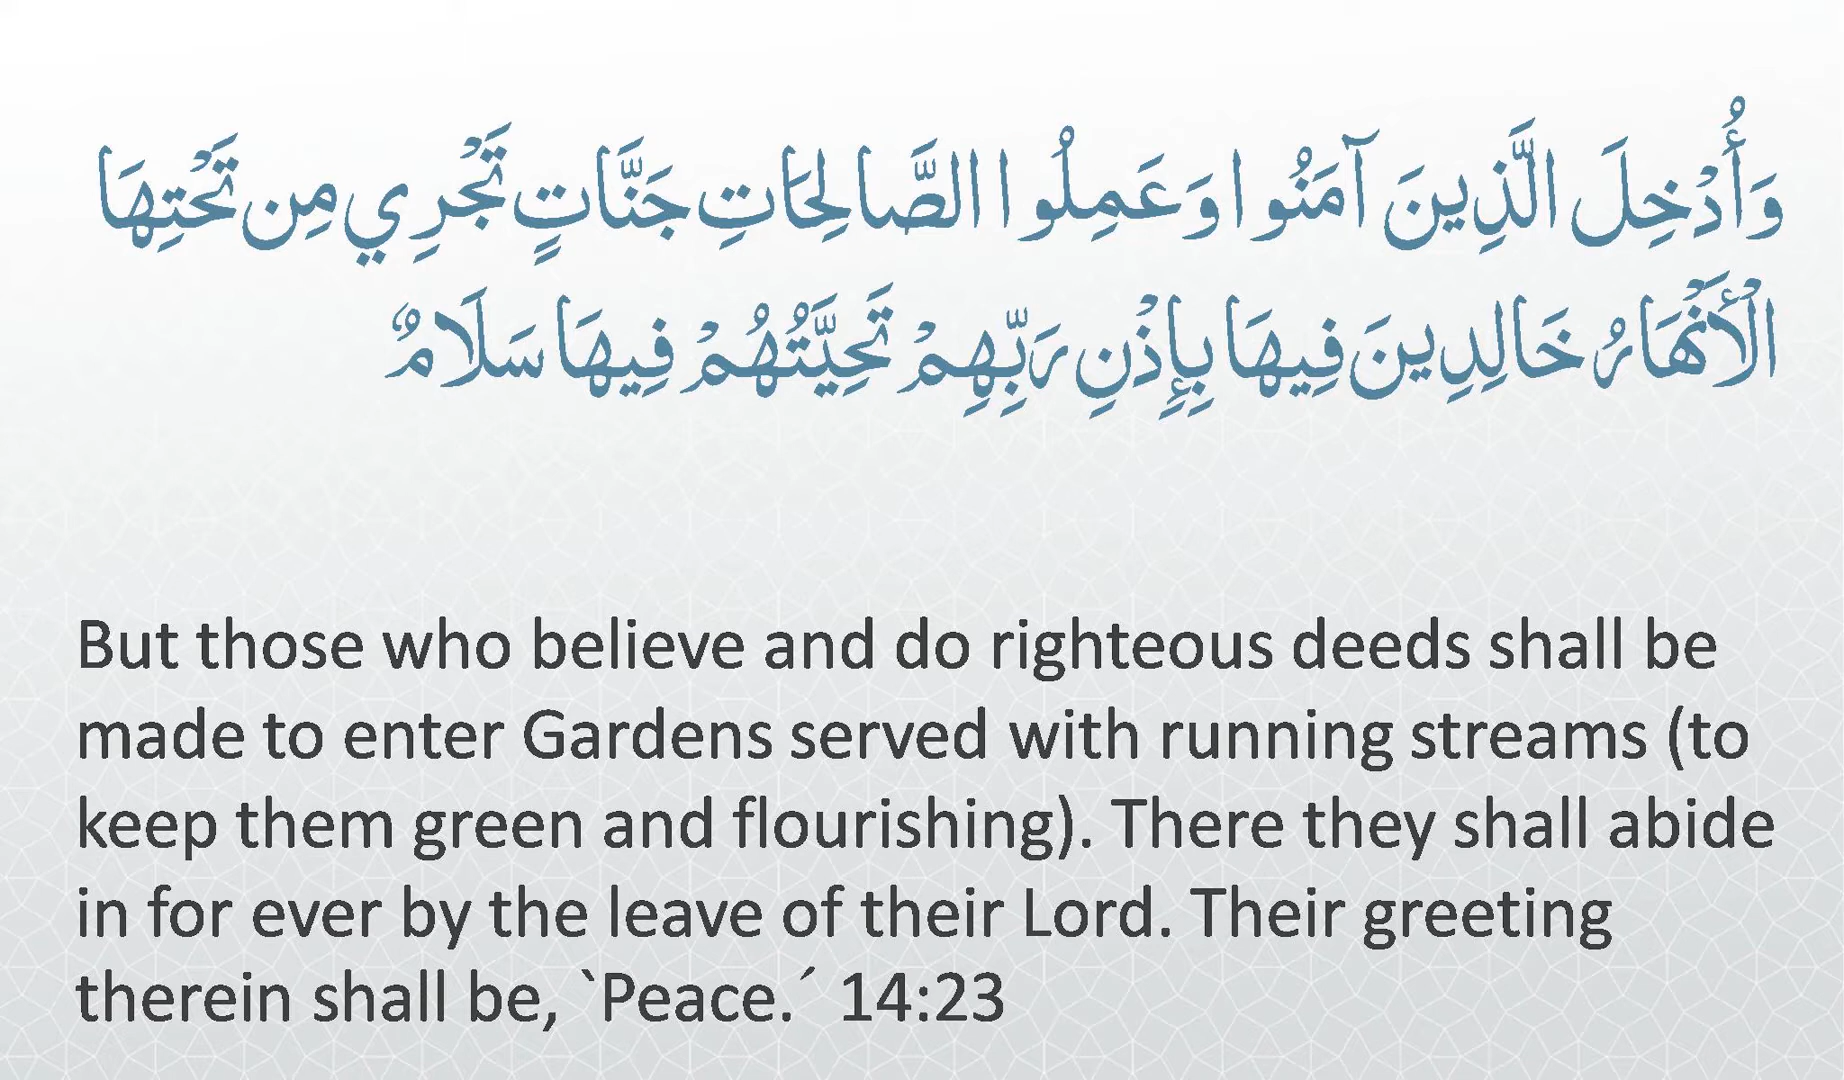 وَأُدْخِلَ الَّذِينَ آمَنُوا وَعَمِلُوا الصَّالِحَاتِ جَنَّاتٍ تَجْرِي مِن تَحْتِهَا
الْأَنْهَارُ خَالِدِينَ فِيهَا بِإِذْنِ رَبِّهِمْ تَحِيَّتُهُمْ فِيهَا سَلَامٌ
But those who believe and do righteous deeds shall be
made to enter Gardens served with running streams (to
keep them green and flourishing). There they shall abide
in for ever by the leave of their Lord. Their greeting
therein shall be, `Peace.´ 14:23